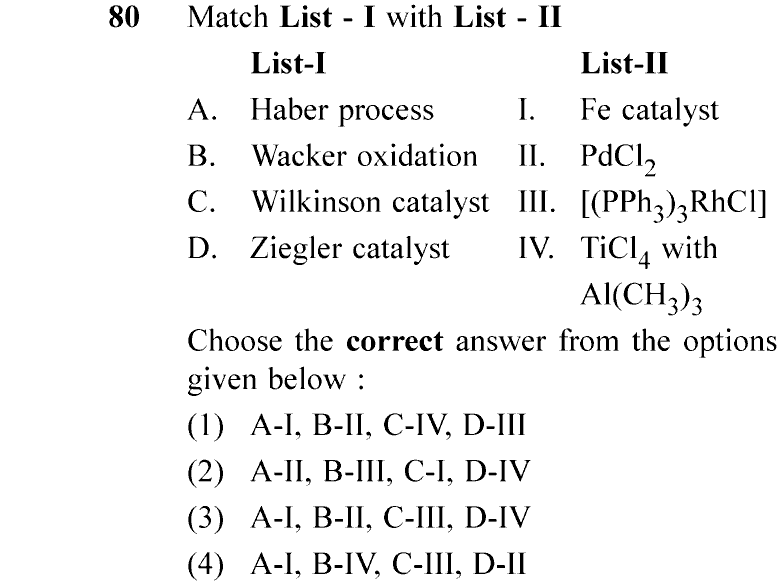 80 Match List - I with List - II
List-I List-II
A. Haber process I. Fe catalyst
B. Wacker oxidation II. PdCl₂
C. Wilkinson catalyst III. [(PPh₃)₃RhCl]
D. Ziegler catalyst IV. TiCl₄ with
Al(CH₃)₃
Choose the correct answer from the options
given below :
(1) A-I, B-II, C-IV, D-III
(2) A-II, B-III, C-I, D-IV
(3) A-I, B-II, C-III, D-IV
(4) A-I, B-IV, C-III, D-II